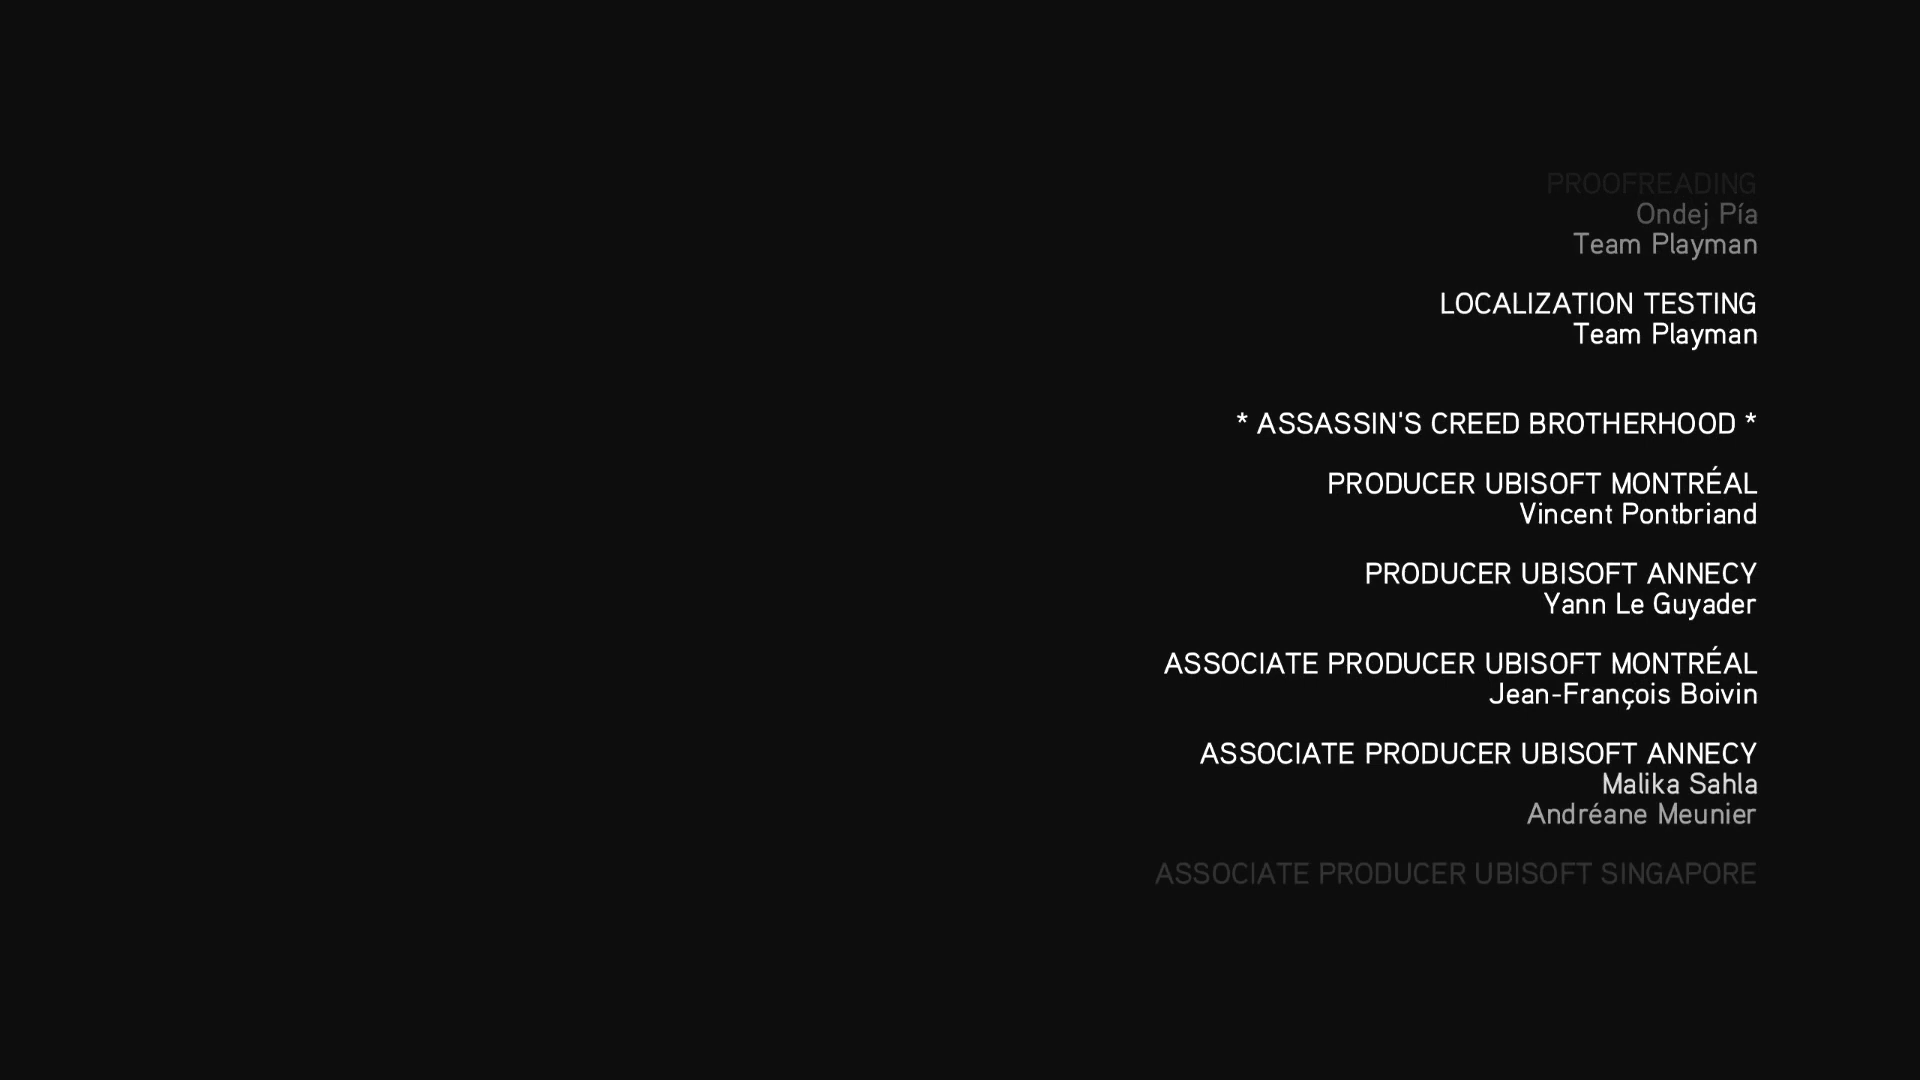 PROOFREADING
Ondej Pía
Team Playman
LOCALIZATION TESTING
Team Playman
* ASSASSIN'S CREED BROTHERHOOD *
PRODUCER UBISOFT MONTRÉAL
Vincent Pontbriand
PRODUCER UBISOFT ANNECY
Yann Le Guyader
ASSOCIATE PRODUCER UBISOFT MONTRÉAL
Jean-François Boivin
ASSOCIATE PRODUCER UBISOFT ANNECY
Malika Sahla
Andréane Meunier
ASSOCIATE PRODUCER UBISOFT SINGAPORE